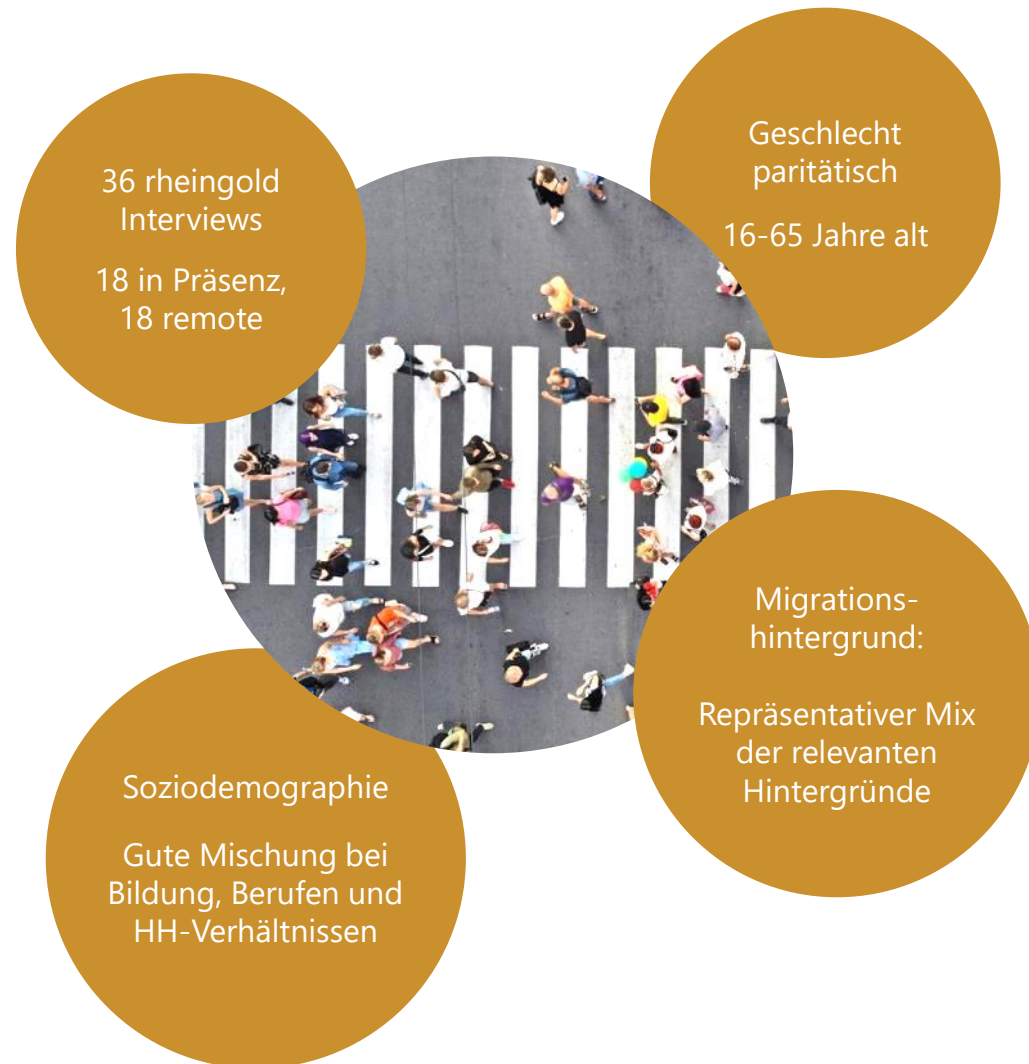 36 rheingold
Interviews
18 in Präsenz,
18 remote
Geschlecht
paritätisch
16-65 Jahre alt
Migrations-
hintergrund:
Repräsentativer Mix
der relevanten
Hintergründe
Soziodemographie
Gute Mischung bei
Bildung, Berufen und
HH-Verhältnissen